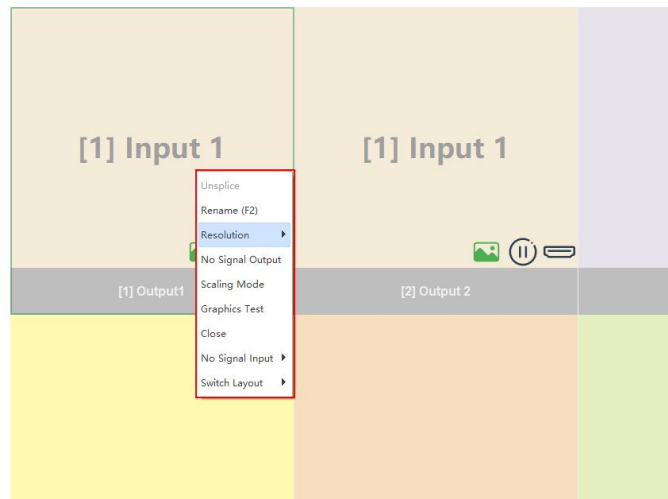 [1] Input 1
[1] Input 1
Unsplice
Rename (F2)
Resolution
No Signal Output
Scaling Mode
Graphics Test
Close
No Signal Input
Switch Layout
[1] Output1
[2] Output 2